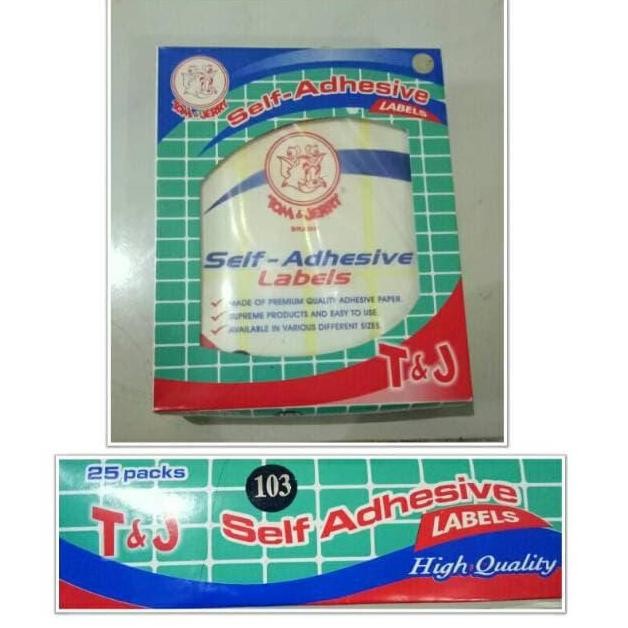 TOM & JERRY
Self-Adhesive
LABELS
TOM & JERRY
BRAND
Self-Adhesive
Labels
MADE OF PREMIUM QUALITY ADHESIVE PAPER.
SUPREME PRODUCTS AND EASY TO USE.
AVAILABLE IN VARIOUS DIFFERENT SIZES.
T & J
25 packs
103
T & J
Self Adhesive
LABELS
High Quality